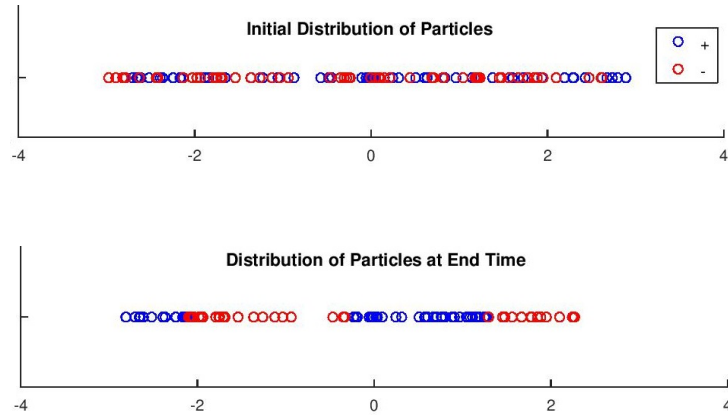 Initial Distribution of Particles
+
-
-4 -2 0 2 4
Distribution of Particles at End Time
-4 -2 0 2 4